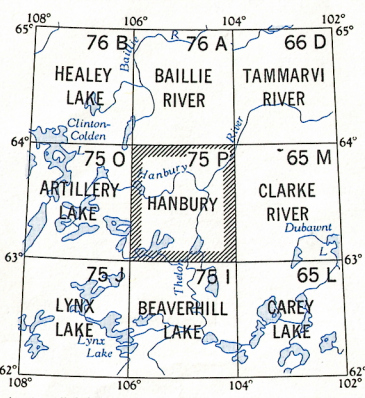 108° 106° 104° 102°
65° 65°
76 B 76 A 66 D
R
Baillie
HEALEY LAKE
BAILLIE RIVER
TAMMARVI RIVER
Clinton-Colden
L
River
64° 64°
75 O 75 P 65 M
Hanbury
ARTILLERY LAKE
HANBURY
CLARKE RIVER
Dubawnt
L
63° 63°
75 J 75 I 65 L
Thelon
LYNX LAKE
BEAVERHILL LAKE
CAREY LAKE
Lynx Lake
62° 62°
108° 106° 104° 102°